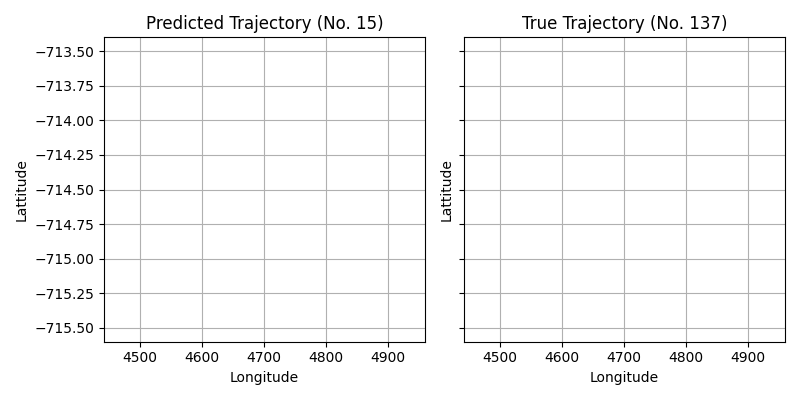 Predicted Trajectory (No. 15)
True Trajectory (No. 137)
Lattitude
−713.50
−713.75
−714.00
−714.25
−714.50
−714.75
−715.00
−715.25
−715.50
4500 4600 4700 4800 4900
Longitude
Lattitude
4500 4600 4700 4800 4900
Longitude